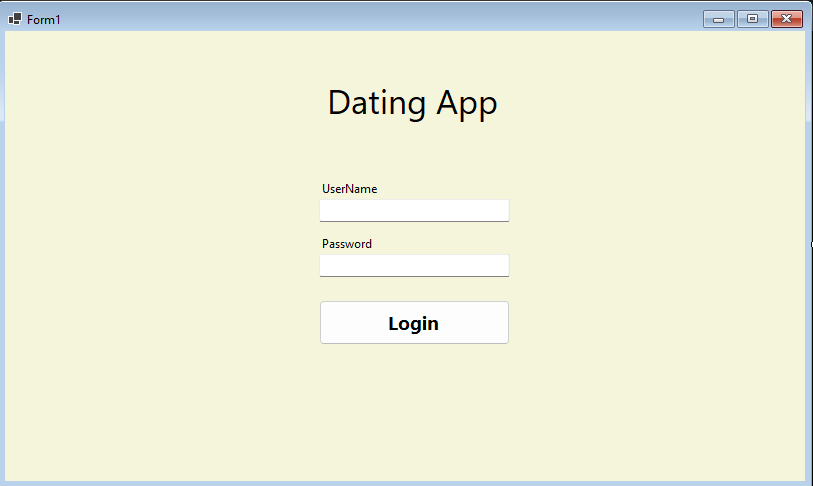 Form1
Dating App
UserName
Password
Login